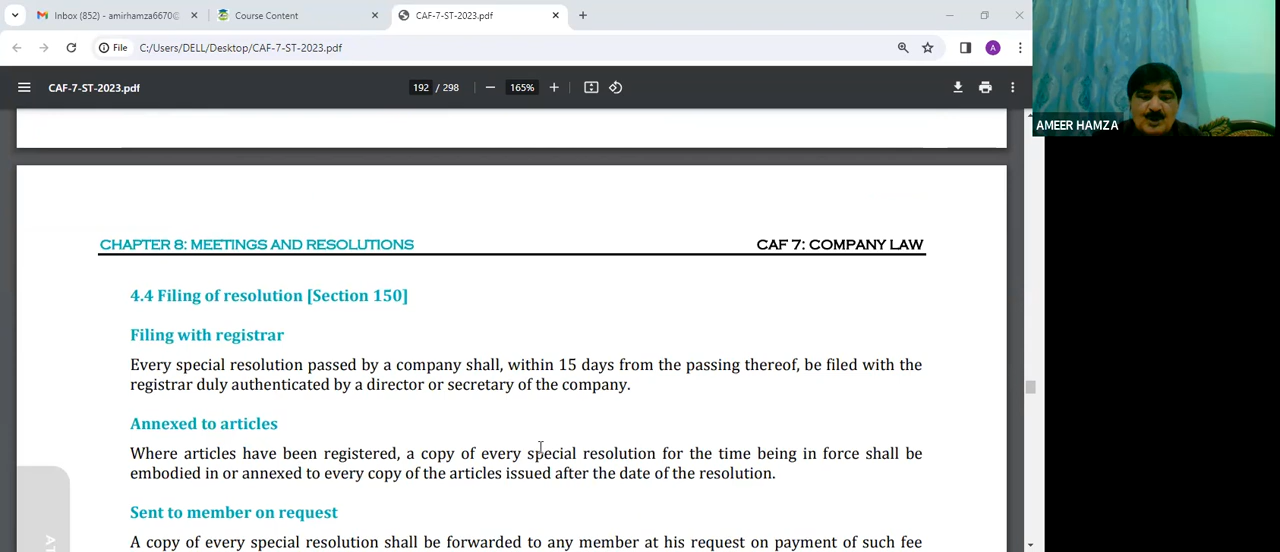 Inbox (852) - amirhamza6670@
Course Content
CAF-7-ST-2023.pdf
File
C:/Users/DELL/Desktop/CAF-7-ST-2023.pdf
A
CAF-7-ST-2023.pdf
192 / 298
165%
AMEER HAMZA
CHAPTER 8: MEETINGS AND RESOLUTIONS
CAF 7: COMPANY LAW
4.4 Filing of resolution [Section 150]
Filing with registrar
Every special resolution passed by a company shall, within 15 days from the passing thereof, be filed with the
registrar duly authenticated by a director or secretary of the company.
Annexed to articles
Where articles have been registered, a copy of every special resolution for the time being in force shall be
embodied in or annexed to every copy of the articles issued after the date of the resolution.
Sent to member on request
A copy of every special resolution shall be forwarded to any member at his request on payment of such fee
AT